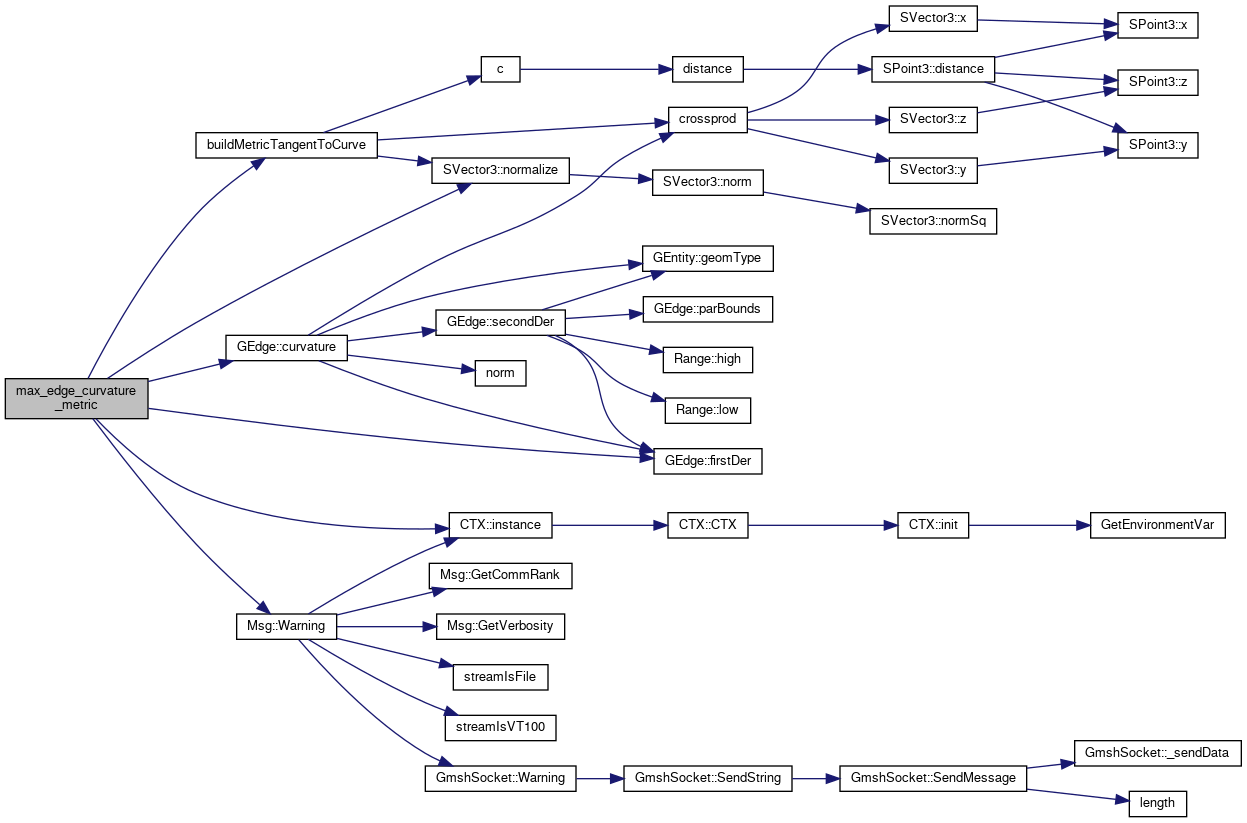 SVector3::x
SPoint3::x
c
distance
SPoint3::distance
SPoint3::z
crossprod
SVector3::z
buildMetricTangentToCurve
SPoint3::y
SVector3::normalize
SVector3::y
SVector3::norm
SVector3::normSq
GEntity::geomType
GEdge::parBounds
GEdge::secondDer
GEdge::curvature
Range::high
norm
max_edge_curvature
_metric
Range::low
GEdge::firstDer
CTX::instance
CTX::CTX
CTX::init
GetEnvironmentVar
Msg::GetCommRank
Msg::Warning
Msg::GetVerbosity
streamIsFile
streamIsVT100
GmshSocket::_sendData
GmshSocket::Warning
GmshSocket::SendString
GmshSocket::SendMessage
length